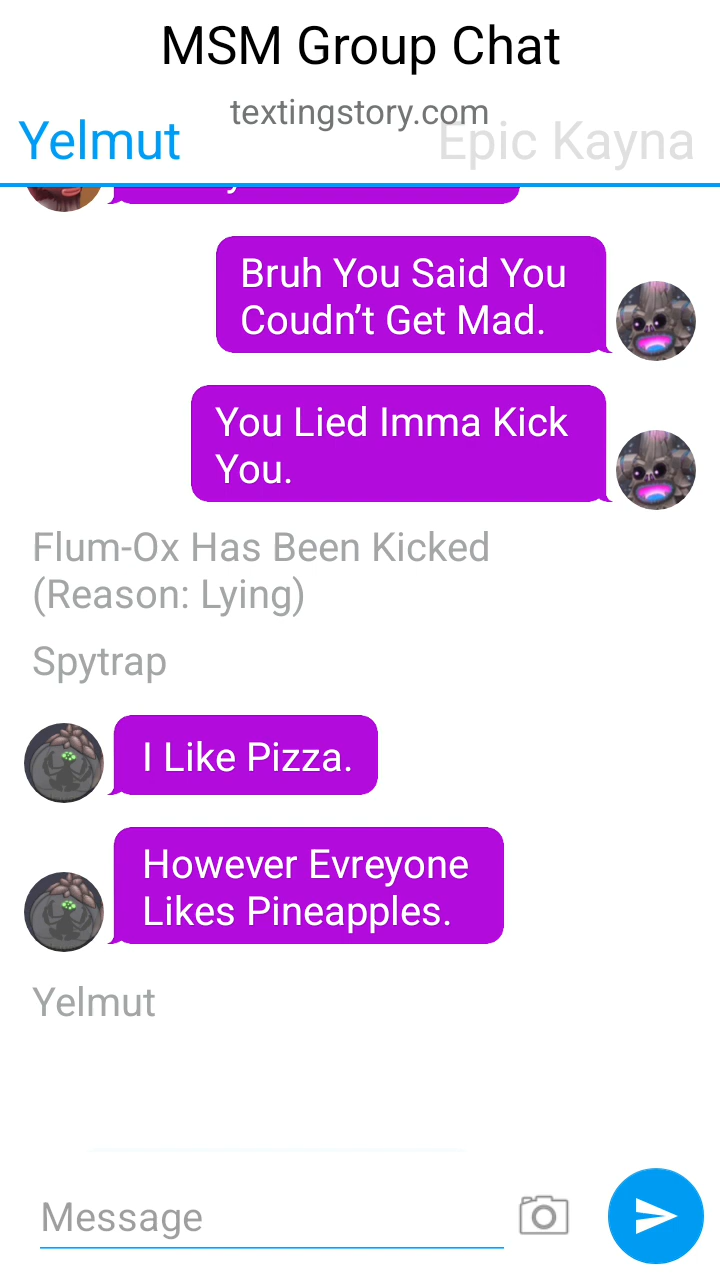 MSM Group Chat
textingstory.com
Yelmut
Epic Kayna
Bruh You Said You
Coudn’t Get Mad.
You Lied Imma Kick
You.
Flum-Ox Has Been Kicked
(Reason: Lying)
Spytrap
I Like Pizza.
However Evreyone
Likes Pineapples.
Yelmut
Message